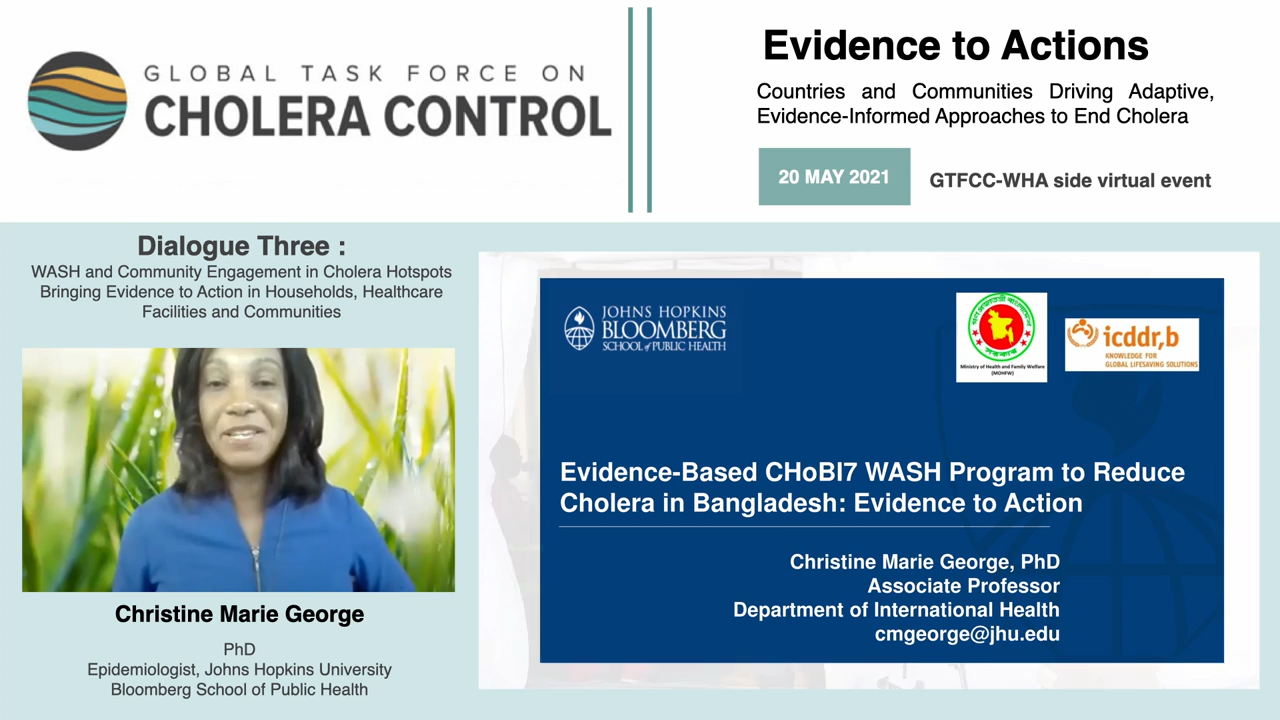 GLOBAL TASK FORCE ON
CHOLERA CONTROL
Evidence to Actions
Countries and Communities Driving Adaptive,
Evidence-Informed Approaches to End Cholera
20 MAY 2021
GTFCC-WHA side virtual event
Dialogue Three :
WASH and Community Engagement in Cholera Hotspots
Bringing Evidence to Action in Households, Healthcare
Facilities and Communities
Christine Marie George
PhD
Epidemiologist, Johns Hopkins University
Bloomberg School of Public Health
JOHNS HOPKINS
BLOOMBERG
SCHOOL of PUBLIC HEALTH
Ministry of Health and Family Welfare
(MOHFW)
icddr,b
KNOWLEDGE FOR
GLOBAL LIFESAVING SOLUTIONS
Evidence-Based CHoBI7 WASH Program to Reduce
Cholera in Bangladesh: Evidence to Action
Christine Marie George, PhD
Associate Professor
Department of International Health
cmgeorge@jhu.edu